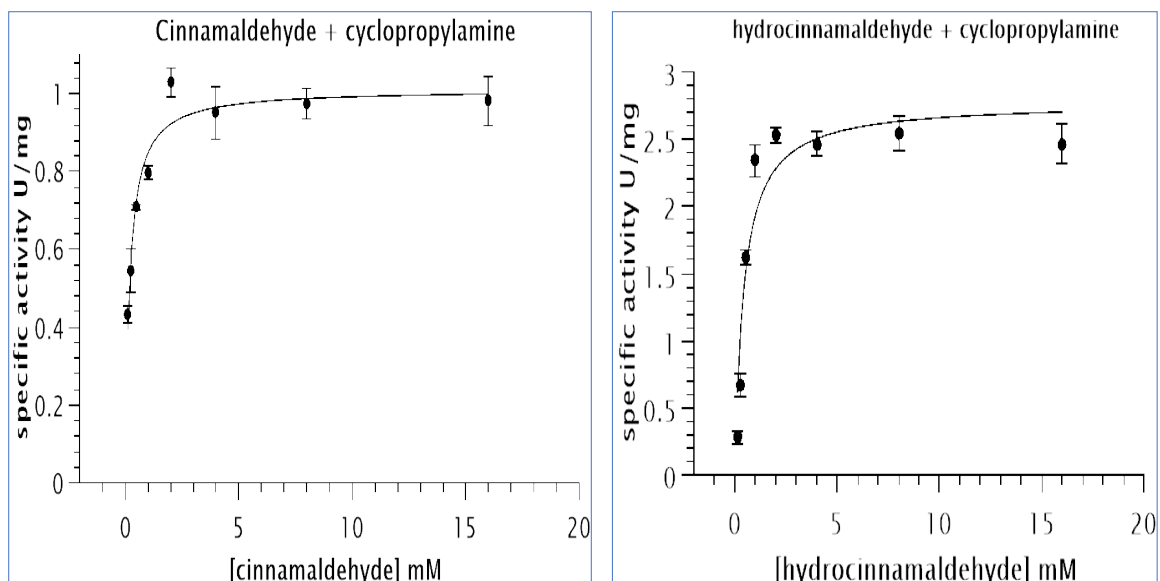 Cinnamaldehyde + cyclopropylamine
specific activity U/mg
1
0.8
0.6
0.4
0.2
0
0 5 10 15 20
[cinnamaldehyde] mM
hydrocinnamaldehyde + cyclopropylamine
specific activity U/mg
3
2.5
2
1.5
1
0.5
0
0 5 10 15 20
[hydrocinnamaldehyde] mM